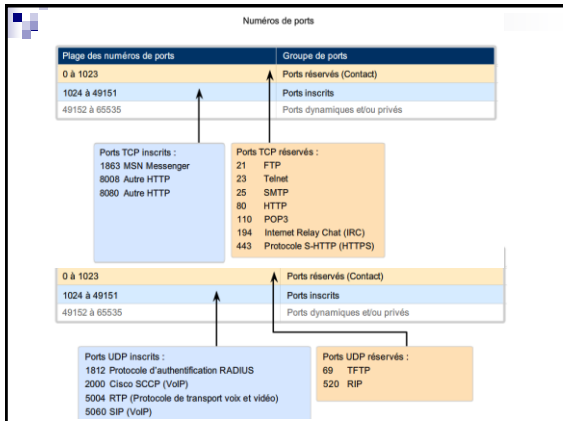 Numéros de ports
Plage des numéros de ports Groupe de ports
0 à 1023 Ports réservés (Contact)
1024 à 49151 Ports inscrits
49152 à 65535 Ports dynamiques et/ou privés
Ports TCP inscrits :
1863 MSN Messenger
8008 Autre HTTP
8080 Autre HTTP
Ports TCP réservés :
21 FTP
23 Telnet
25 SMTP
80 HTTP
110 POP3
194 Internet Relay Chat (IRC)
443 Protocole S-HTTP (HTTPS)
0 à 1023 Ports réservés (Contact)
1024 à 49151 Ports inscrits
49152 à 65535 Ports dynamiques et/ou privés
Ports UDP inscrits :
1812 Protocole d'authentification RADIUS
2000 Cisco SCCP (VoIP)
5004 RTP (Protocole de transport voix et vidéo)
5060 SIP (VoIP)
Ports UDP réservés :
69 TFTP
520 RIP